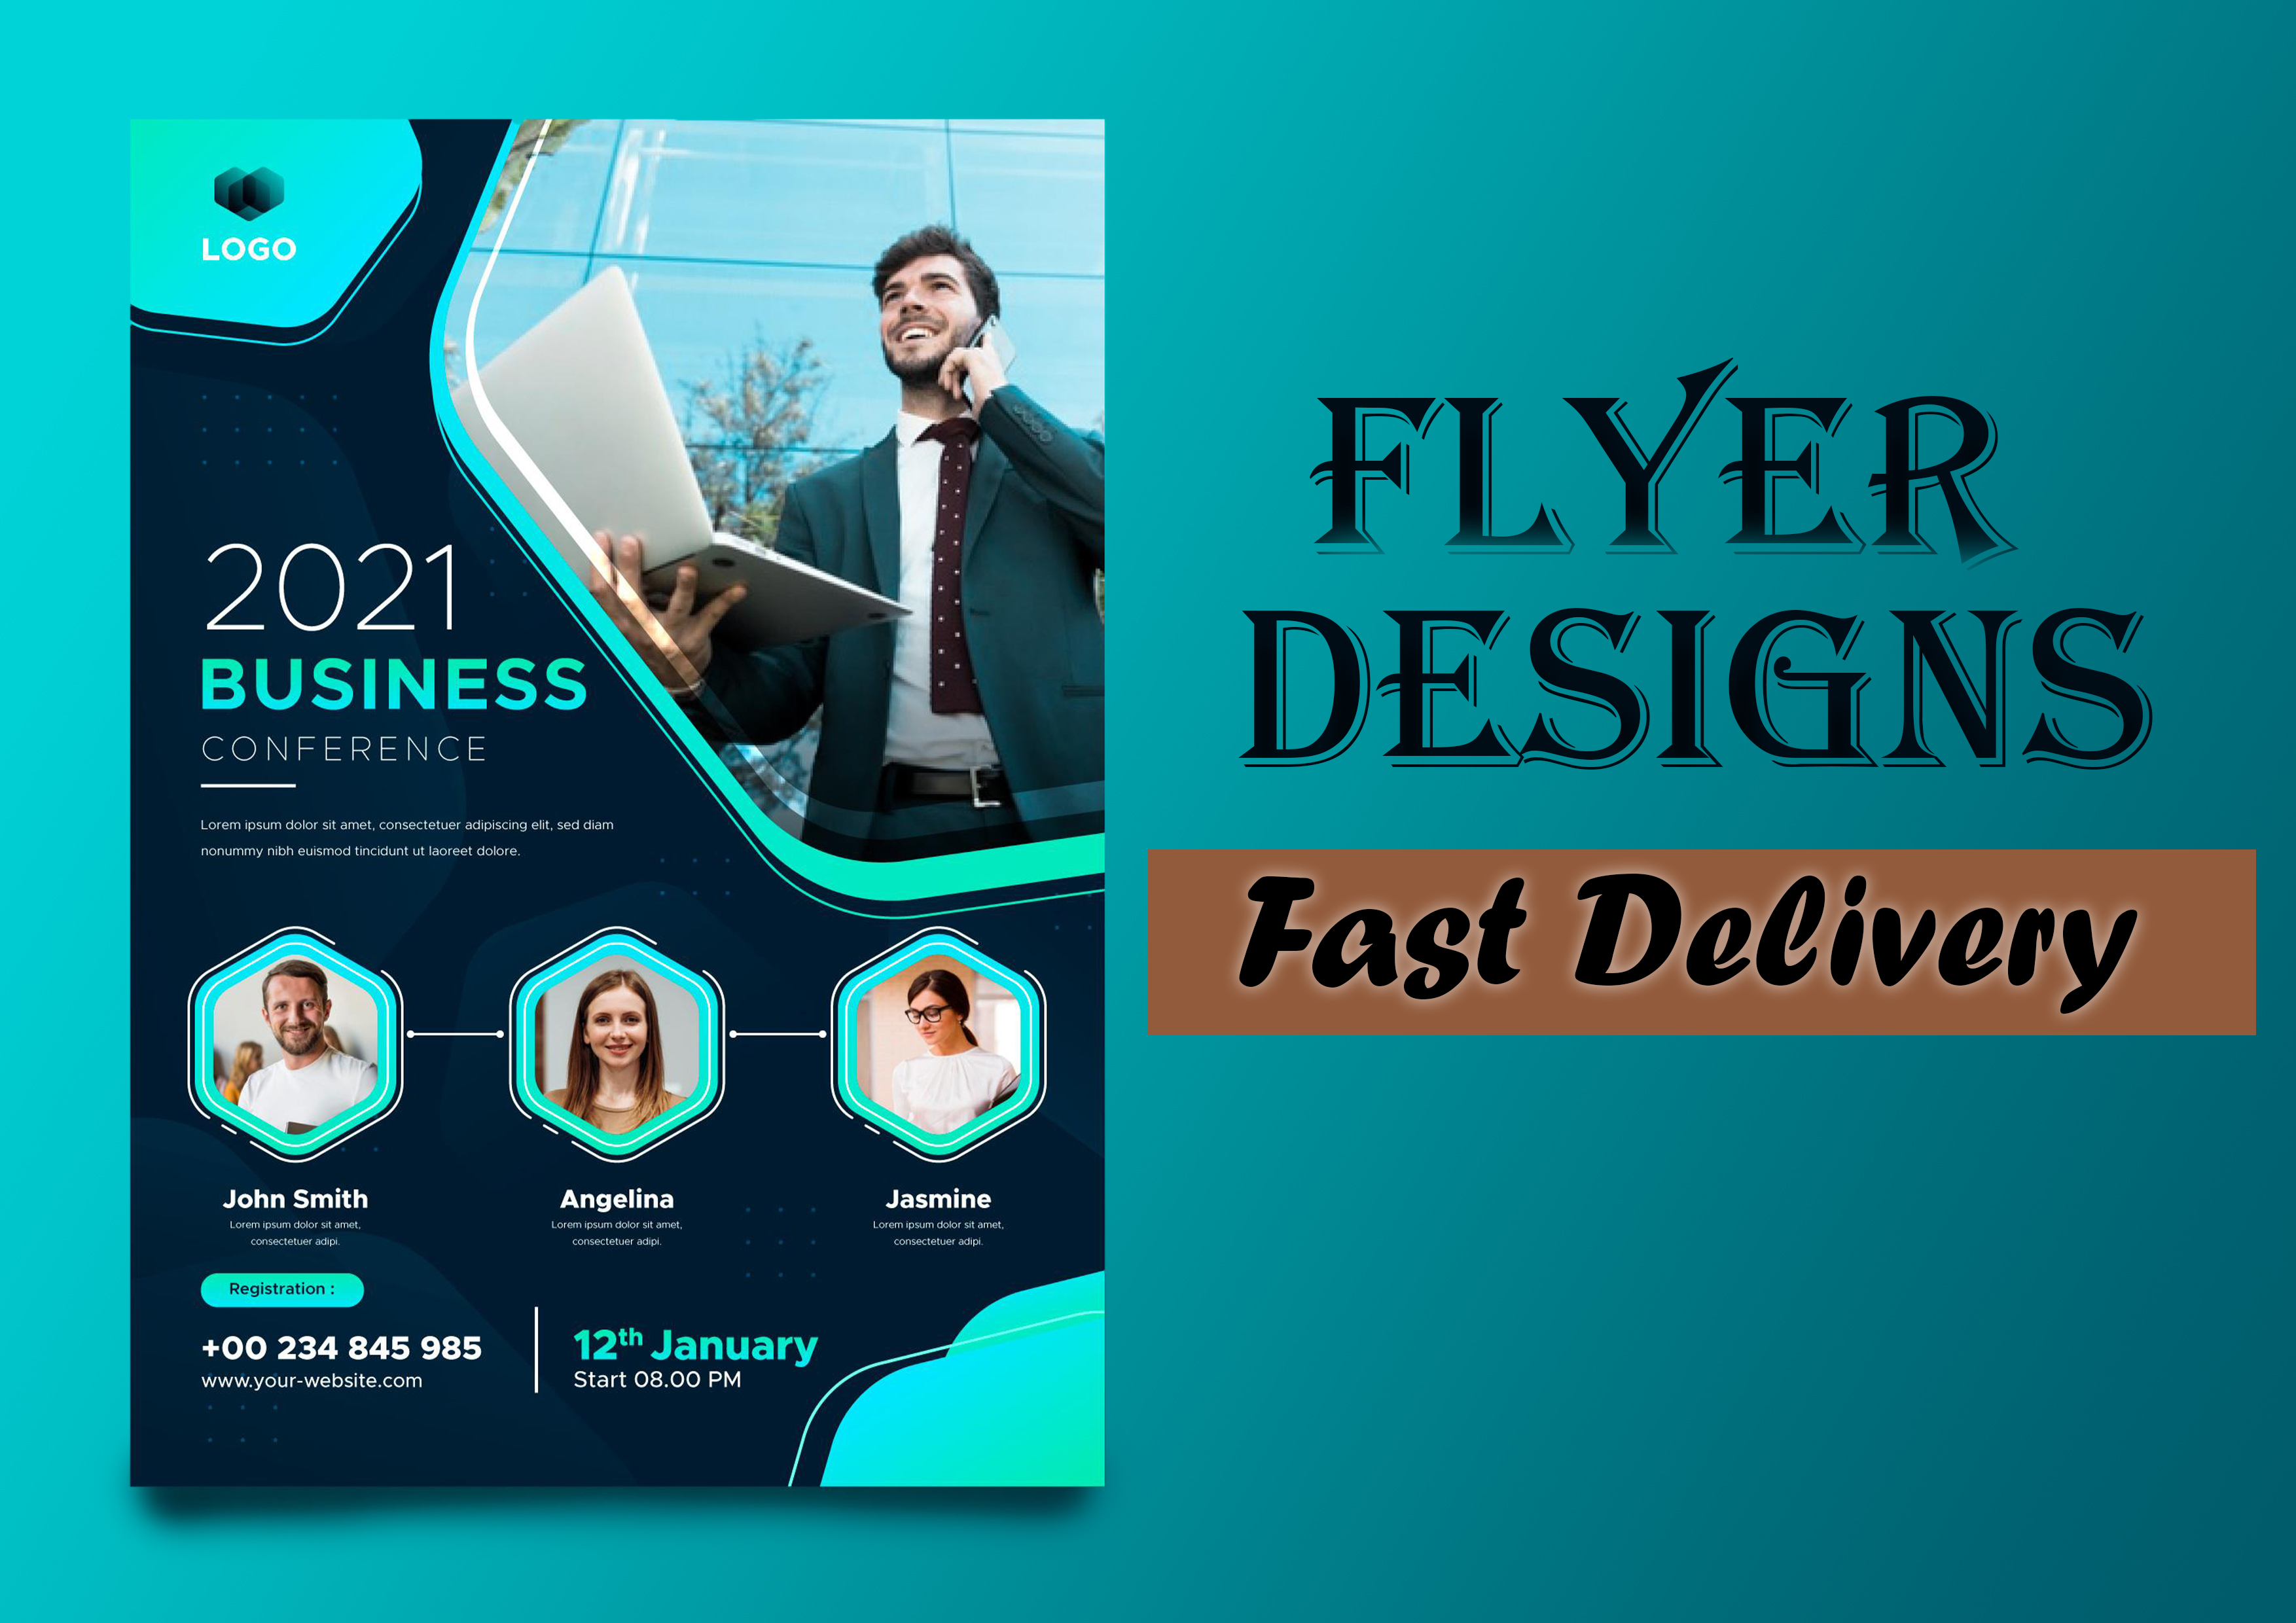 LOGO
2021
BUSINESS
CONFERENCE
Lorem ipsum dolor sit amet, consectetuer adipiscing elit, sed diam
nonummy nibh euismod tincidunt ut laoreet dolore.
John Smith
Lorem ipsum dolor sit amet,
consectetuer adipi.
Angelina
Lorem ipsum dolor sit amet,
consectetuer adipi.
Jasmine
Lorem ipsum dolor sit amet,
consectetuer adipi.
Registration :
+00 234 845 985
www.your-website.com
12th January
Start 08.00 PM
FLYER
DESIGNS
Fast Delivery